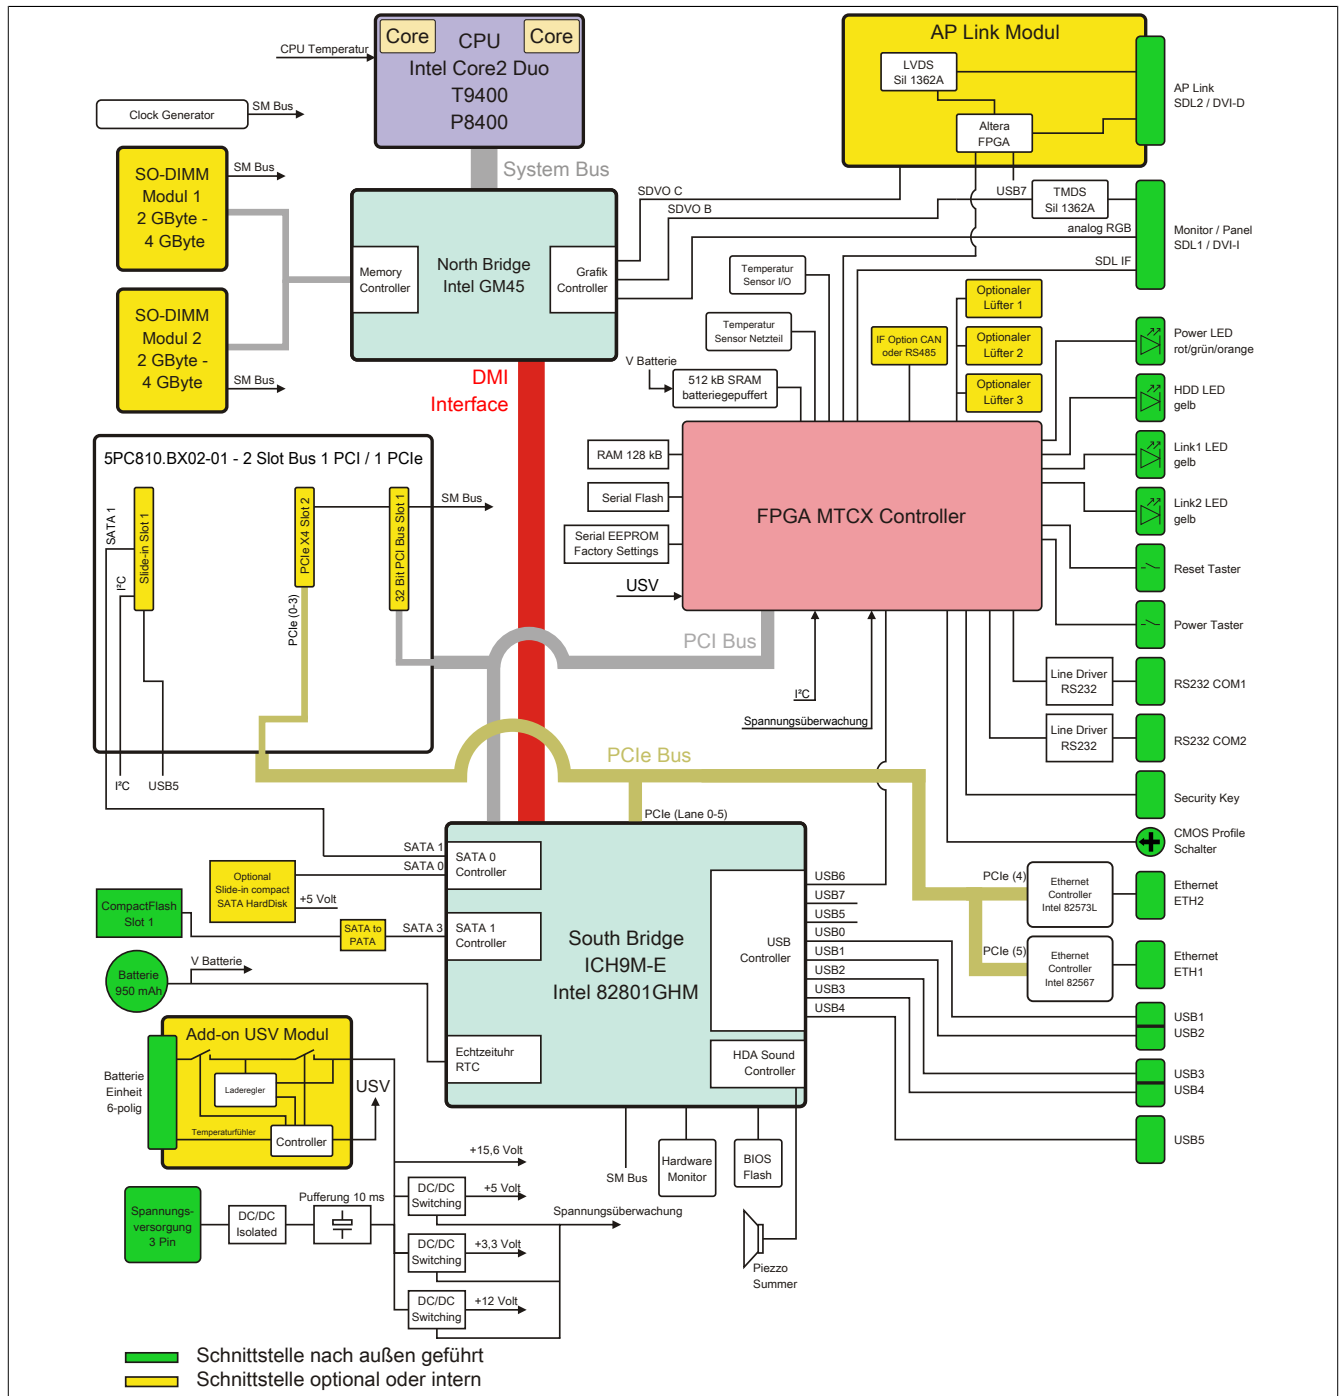 Core
CPU
Core
Intel Core2 Duo
T9400
P8400
CPU Temperatur
Clock Generator
SM Bus
System Bus
SO-DIMM
Modul 1
2 GByte -
4 GByte
SM Bus
SO-DIMM
Modul 2
2 GByte -
4 GByte
SM Bus
Memory
Controller
North Bridge
Intel GM45
Grafik
Controller
DMI
Interface
AP Link Modul
LVDS
Sil 1362A
Altera
FPGA
AP Link
SDL2 / DVI-D
SDVO C
SDVO B
USB7
TMDS
Sil 1362A
analog RGB
SDL IF
Monitor / Panel
SDL1 / DVI-I
Temperatur
Sensor I/O
Temperatur
Sensor Netzteil
V Batterie
512 kB SRAM
batteriegepuffert
IF Option CAN
oder RS485
Optionaler
Lüfter 1
Optionaler
Lüfter 2
Optionaler
Lüfter 3
Power LED
rot/grün/orange
HDD LED
gelb
Link1 LED
gelb
Link2 LED
gelb
Reset Taster
Power Taster
RAM 128 kB
Serial Flash
Serial EEPROM
Factory Settings
USV
FPGA MTCX Controller
5PC810.BX02-01 - 2 Slot Bus 1 PCI / 1 PCIe
SATA 1
Slide-in Slot 1
I²C
PCIe X4 Slot 2
PCIe (0-3)
32 Bit PCI Bus Slot 1
SM Bus
I²C
USB5
PCI Bus
I²C
Spannungsüberwachung
PCIe Bus
PCIe (Lane 0-5)
Line Driver
RS232
RS232 COM1
Line Driver
RS232
RS232 COM2
Security Key
CMOS Profile
Schalter
PCIe (4)
Ethernet
Controller
Intel 82573L
Ethernet
ETH2
PCIe (5)
Ethernet
Controller
Intel 82567
Ethernet
ETH1
SATA 1
SATA 0
SATA 0
Controller
Optional
Slide-in compact
SATA HardDisk
+5 Volt
CompactFlash
Slot 1
SATA to
PATA
SATA 3
SATA 1
Controller
South Bridge
ICH9M-E
Intel 82801GHM
USB
Controller
USB6
USB7
USB5
USB0
USB1
USB2
USB3
USB4
USB1
USB2
USB3
USB4
USB5
Batterie
950 mAh
V Batterie
Echtzeituhr
RTC
HDA Sound
Controller
Add-on USV Modul
Batterie
Einheit
6-polig
Laderegler
Temperaturfühler
Controller
USV
SM Bus
Hardware
Monitor
BIOS
Flash
Piezzo
Summer
Spannungs-
versorgung
3 Pin
DC/DC
Isolated
Pufferung 10 ms
+15,6 Volt
DC/DC
Switching
+5 Volt
Spannungsüberwachung
DC/DC
Switching
+3,3 Volt
DC/DC
Switching
+12 Volt
Schnittstelle nach außen geführt
Schnittstelle optional oder intern